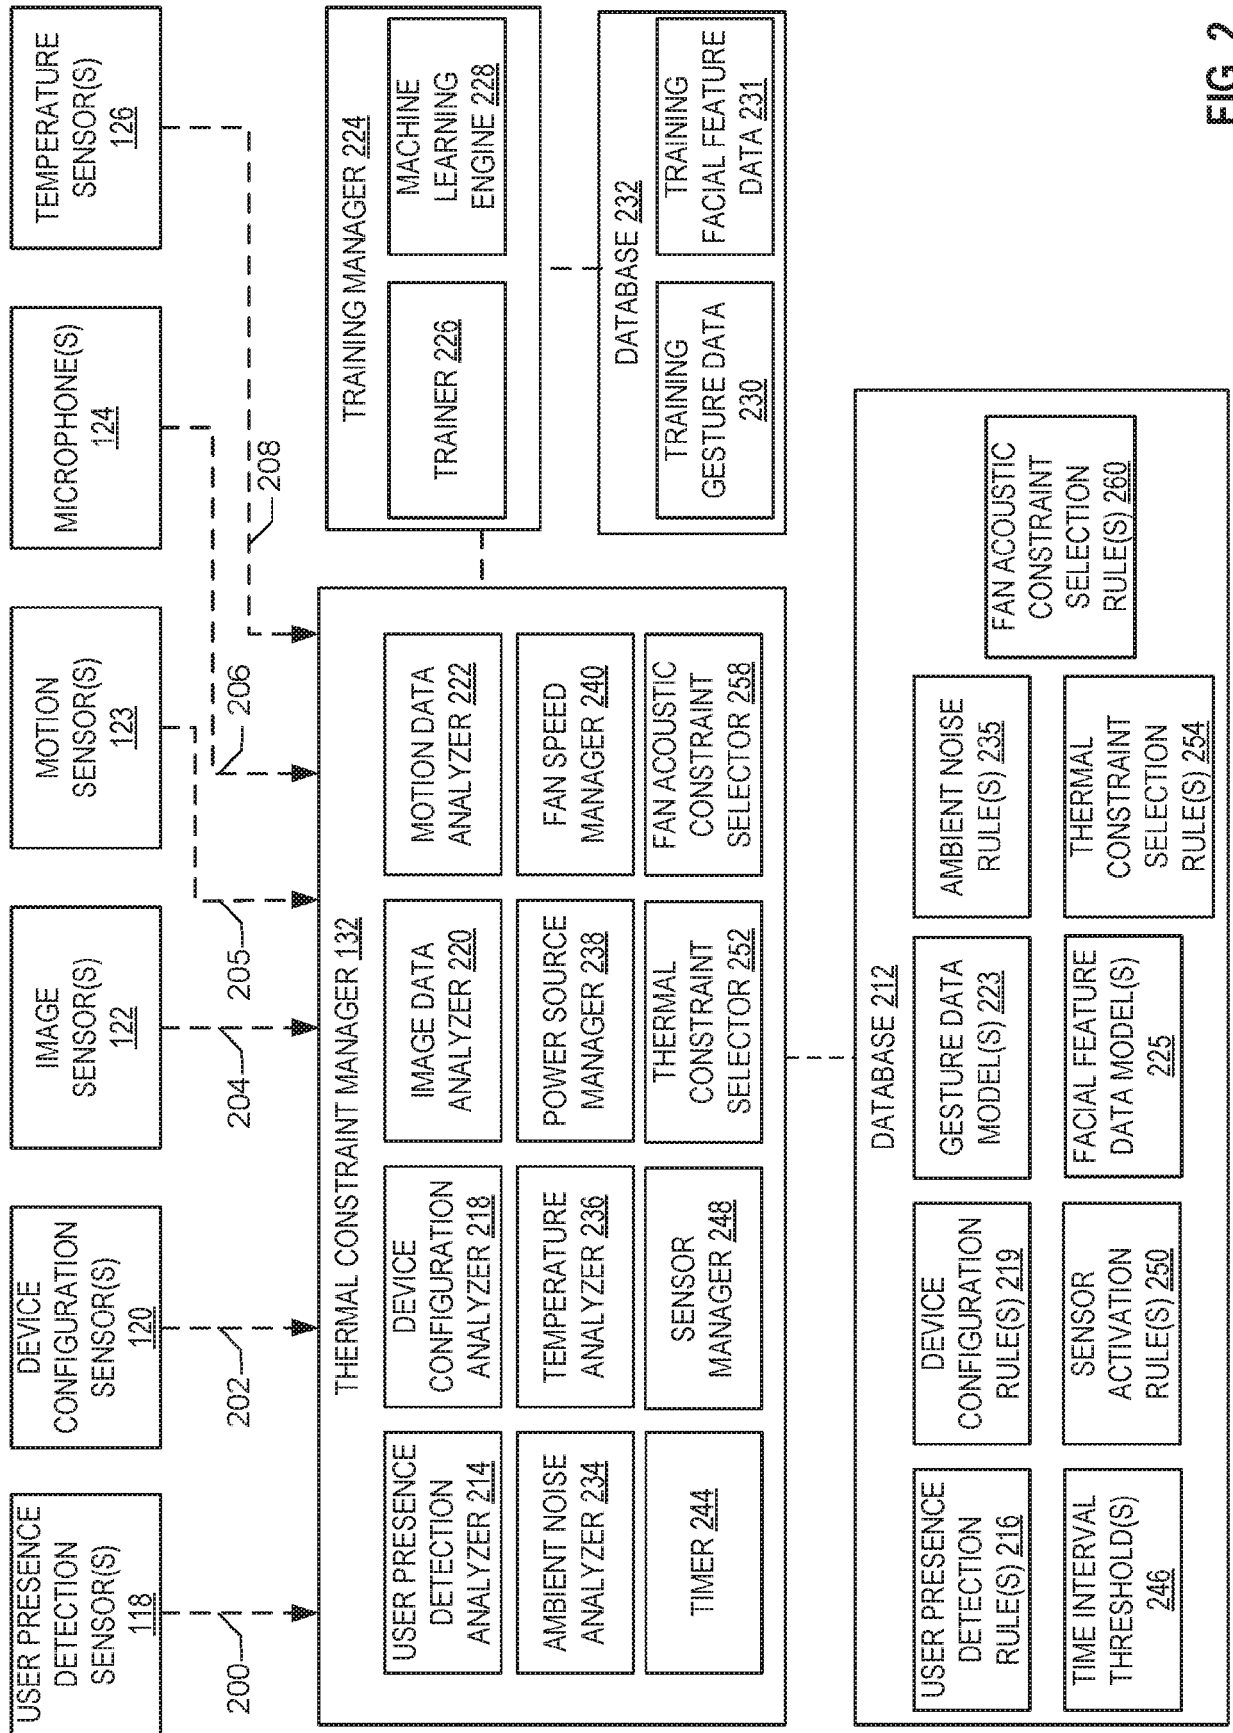 USER PRESENCE
DETECTION
SENSOR(S)
118
DEVICE
CONFIGURATION
SENSOR(S)
120
IMAGE
SENSOR(S)
122
MOTION
SENSOR(S)
123
MICROPHONE(S)
124
TEMPERATURE
SENSOR(S)
126
200
202
204
205
206
208
THERMAL CONSTRAINT MANAGER 132
USER PRESENCE
DETECTION
ANALYZER 214
DEVICE
CONFIGURATION
ANALYZER 218
IMAGE DATA
ANALYZER 220
MOTION DATA
ANALYZER 222
AMBIENT NOISE
ANALYZER 234
TEMPERATURE
ANALYZER 236
POWER SOURCE
MANAGER 238
FAN SPEED
MANAGER 240
TIMER 244
SENSOR
MANAGER 248
THERMAL
CONSTRAINT
SELECTOR 252
FAN ACOUSTIC
CONSTRAINT
SELECTOR 258
TRAINING MANAGER 224
TRAINER 226
MACHINE
LEARNING
ENGINE 228
DATABASE 232
TRAINING
GESTURE DATA
230
TRAINING
FACIAL FEATURE
DATA 231
DATABASE 212
USER PRESENCE
DETECTION
RULE(S) 216
DEVICE
CONFIGURATION
RULE(S) 219
GESTURE DATA
MODEL(S) 223
AMBIENT NOISE
RULE(S) 235
FAN ACOUSTIC
CONSTRAINT
SELECTION
RULE(S) 260
TIME INTERVAL
THRESHOLD(S)
246
SENSOR
ACTIVATION
RULE(S) 250
FACIAL FEATURE
DATA MODEL(S)
225
THERMAL
CONSTRAINT
SELECTION
RULE(S) 254
FIG. 2